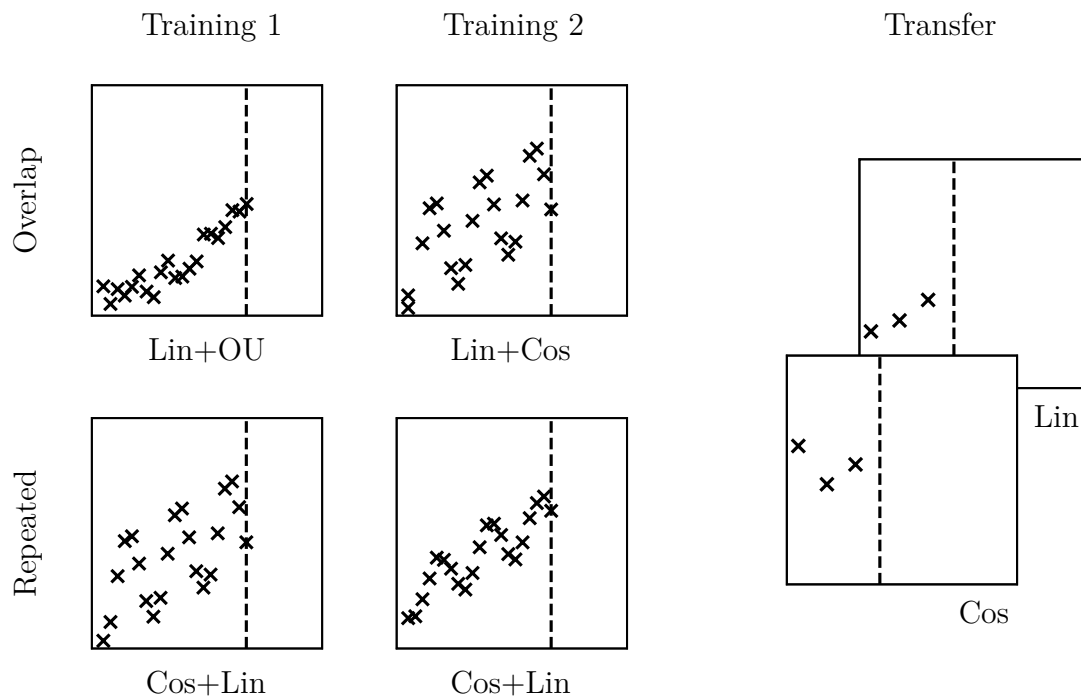 Training 1
Training 2
Transfer
Overlap
Lin+OU
Lin+Cos
Lin
Repeated
Cos+Lin
Cos+Lin
Cos